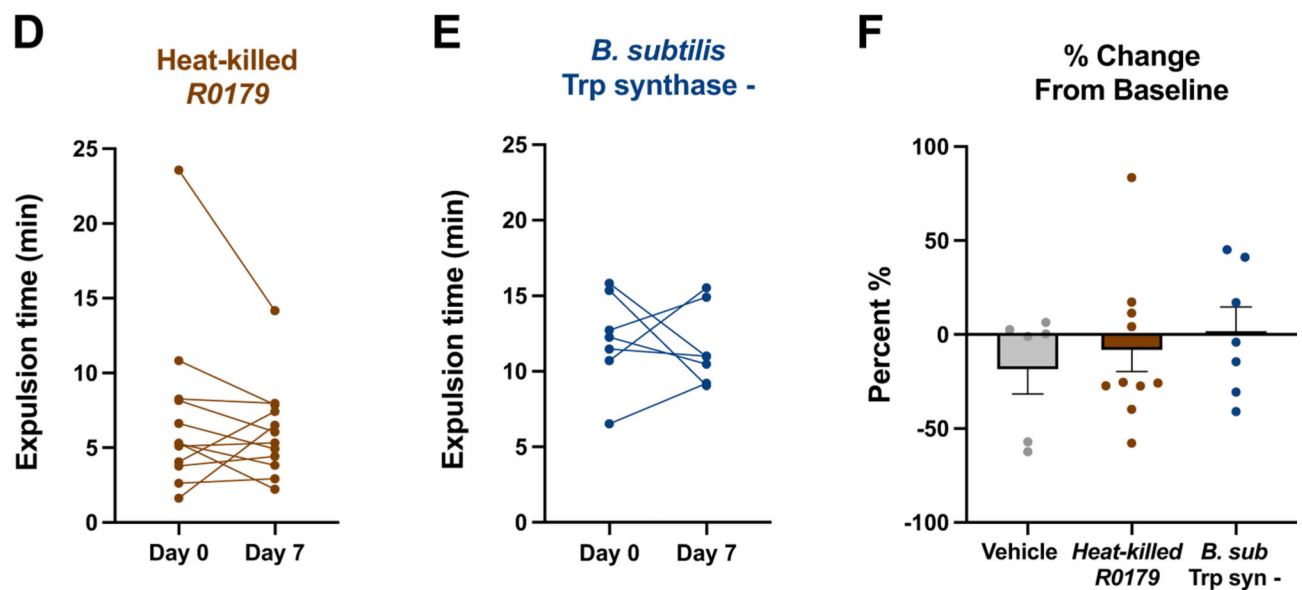 D
Heat-killed
R0179
Expulsion time (min)
25
20
15
10
5
0
Day 0 Day 7
E
B. subtilis
Trp synthase -
Expulsion time (min)
25
20
15
10
5
0
Day 0 Day 7
F
% Change
From Baseline
Percent %
100
50
0
-50
-100
Vehicle
Heat-killed
R0179
B. sub
Trp syn -